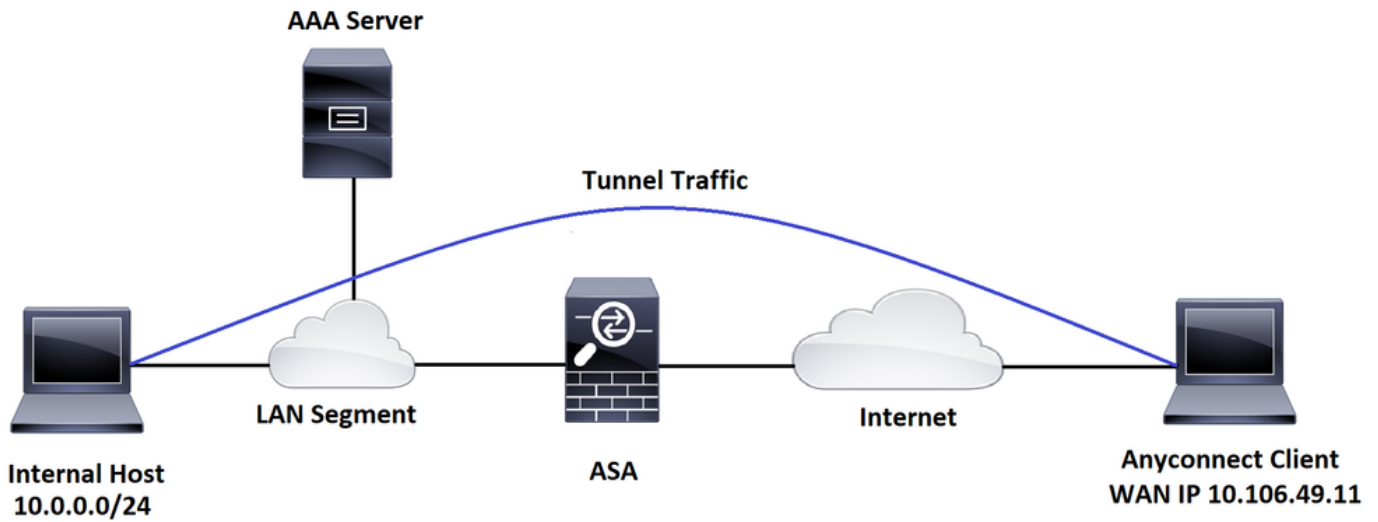 AAA Server
Tunnel Traffic
LAN Segment
Internet
ASA
Internal Host
10.0.0.0/24
Anyconnect Client
WAN IP 10.106.49.11